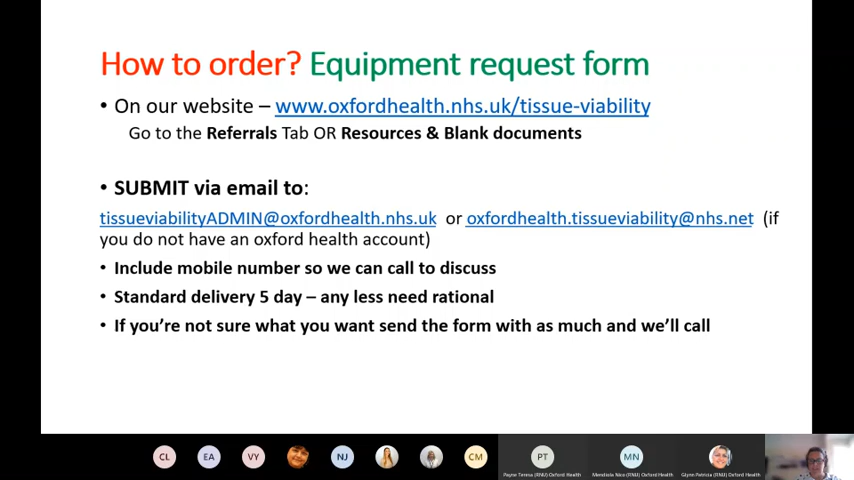 How to order? Equipment request form
• On our website – www.oxfordhealth.nhs.uk/tissue-viability
Go to the Referrals Tab OR Resources & Blank documents
• SUBMIT via email to:
tissueviabilityADMIN@oxfordhealth.nhs.uk or oxfordhealth.tissueviability@nhs.net (if
you do not have an oxford health account)
• Include mobile number so we can call to discuss
• Standard delivery 5 day – any less need rational
• If you're not sure what you want send the form with as much and we'll call
CL EA VY NJ CM PT MN
Payne Teresa (RNU) Oxford Health Mendiola Nico (RNU) Oxford Health Glynn Patricia (RNU) Oxford Health